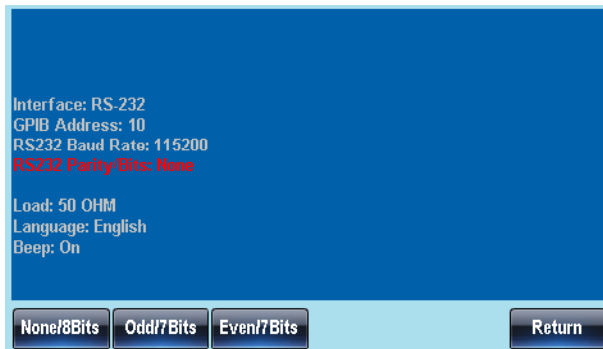 Interface: RS-232
GPIB Address: 10
RS232 Baud Rate: 115200
RS232 Parity/Bits: None
Load: 50 OHM
Language: English
Beep: On
None/8Bits Odd/7Bits Even/7Bits Return